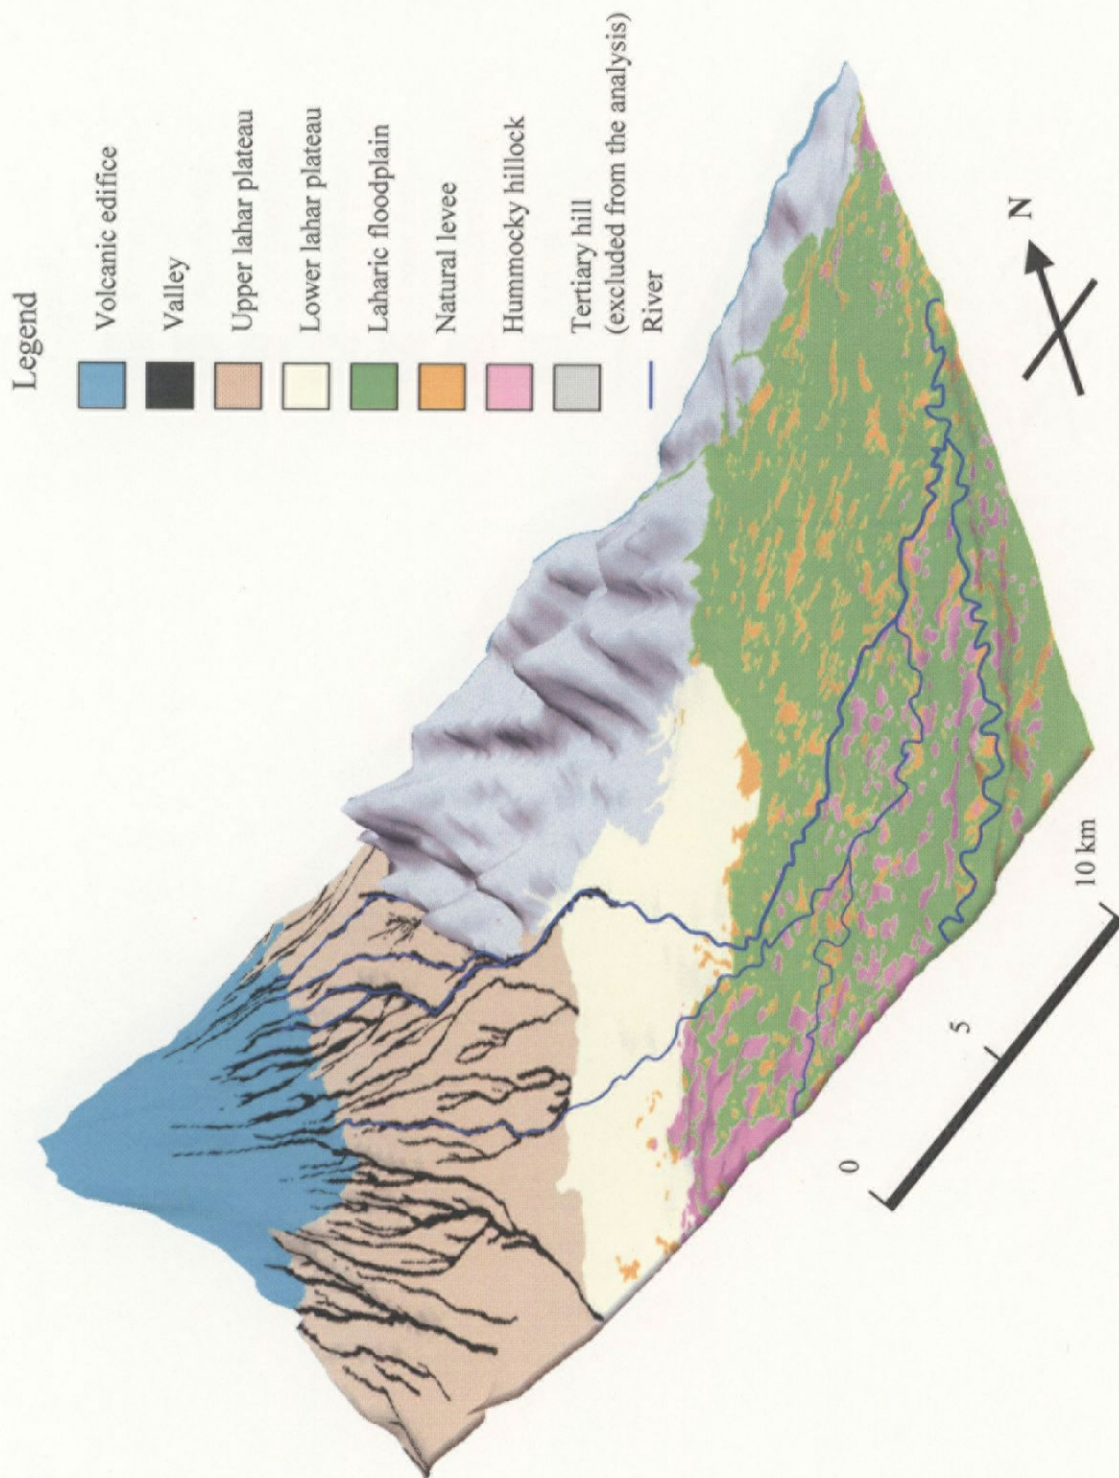 Legend
Volcanic edifice
Valley
Upper lahar plateau
Lower lahar plateau
Laharic floodplain
Natural levee
Hummocky hillock
Tertiary hill
(excluded from the analysis)
River
N
0
5
10 km